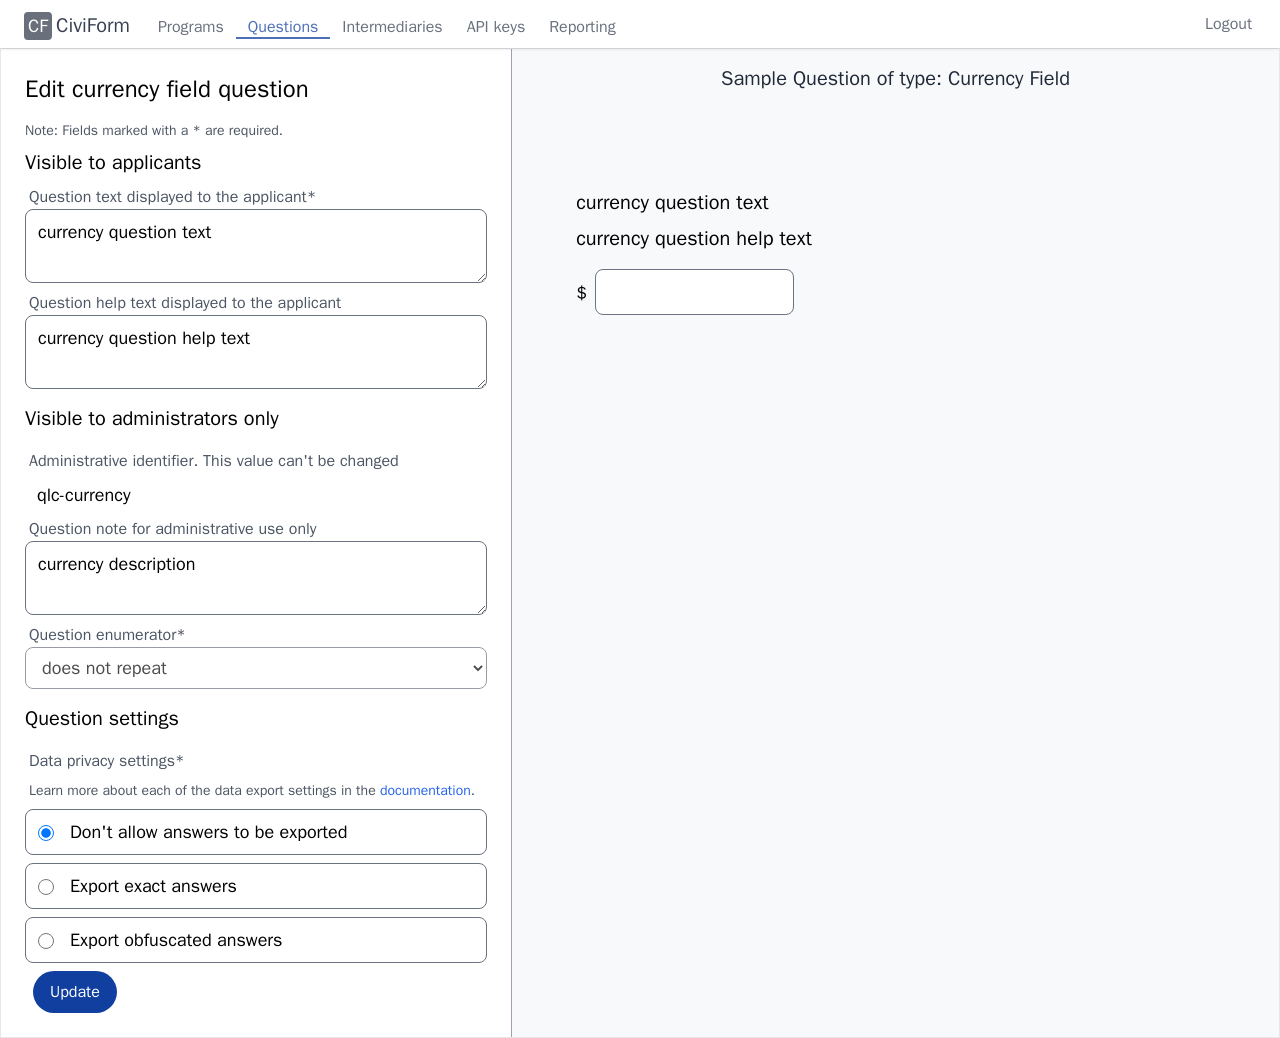 CF CiviForm Programs Questions Intermediaries API keys Reporting Logout
Edit currency field question
Note: Fields marked with a * are required.
Visible to applicants
Question text displayed to the applicant*
currency question text
Question help text displayed to the applicant
currency question help text
Visible to administrators only
Administrative identifier. This value can't be changed
qlc-currency
Question note for administrative use only
currency description
Question enumerator*
does not repeat
Question settings
Data privacy settings*
Learn more about each of the data export settings in the documentation.
Don't allow answers to be exported
Export exact answers
Export obfuscated answers
Update
Sample Question of type: Currency Field
currency question text
currency question help text
$